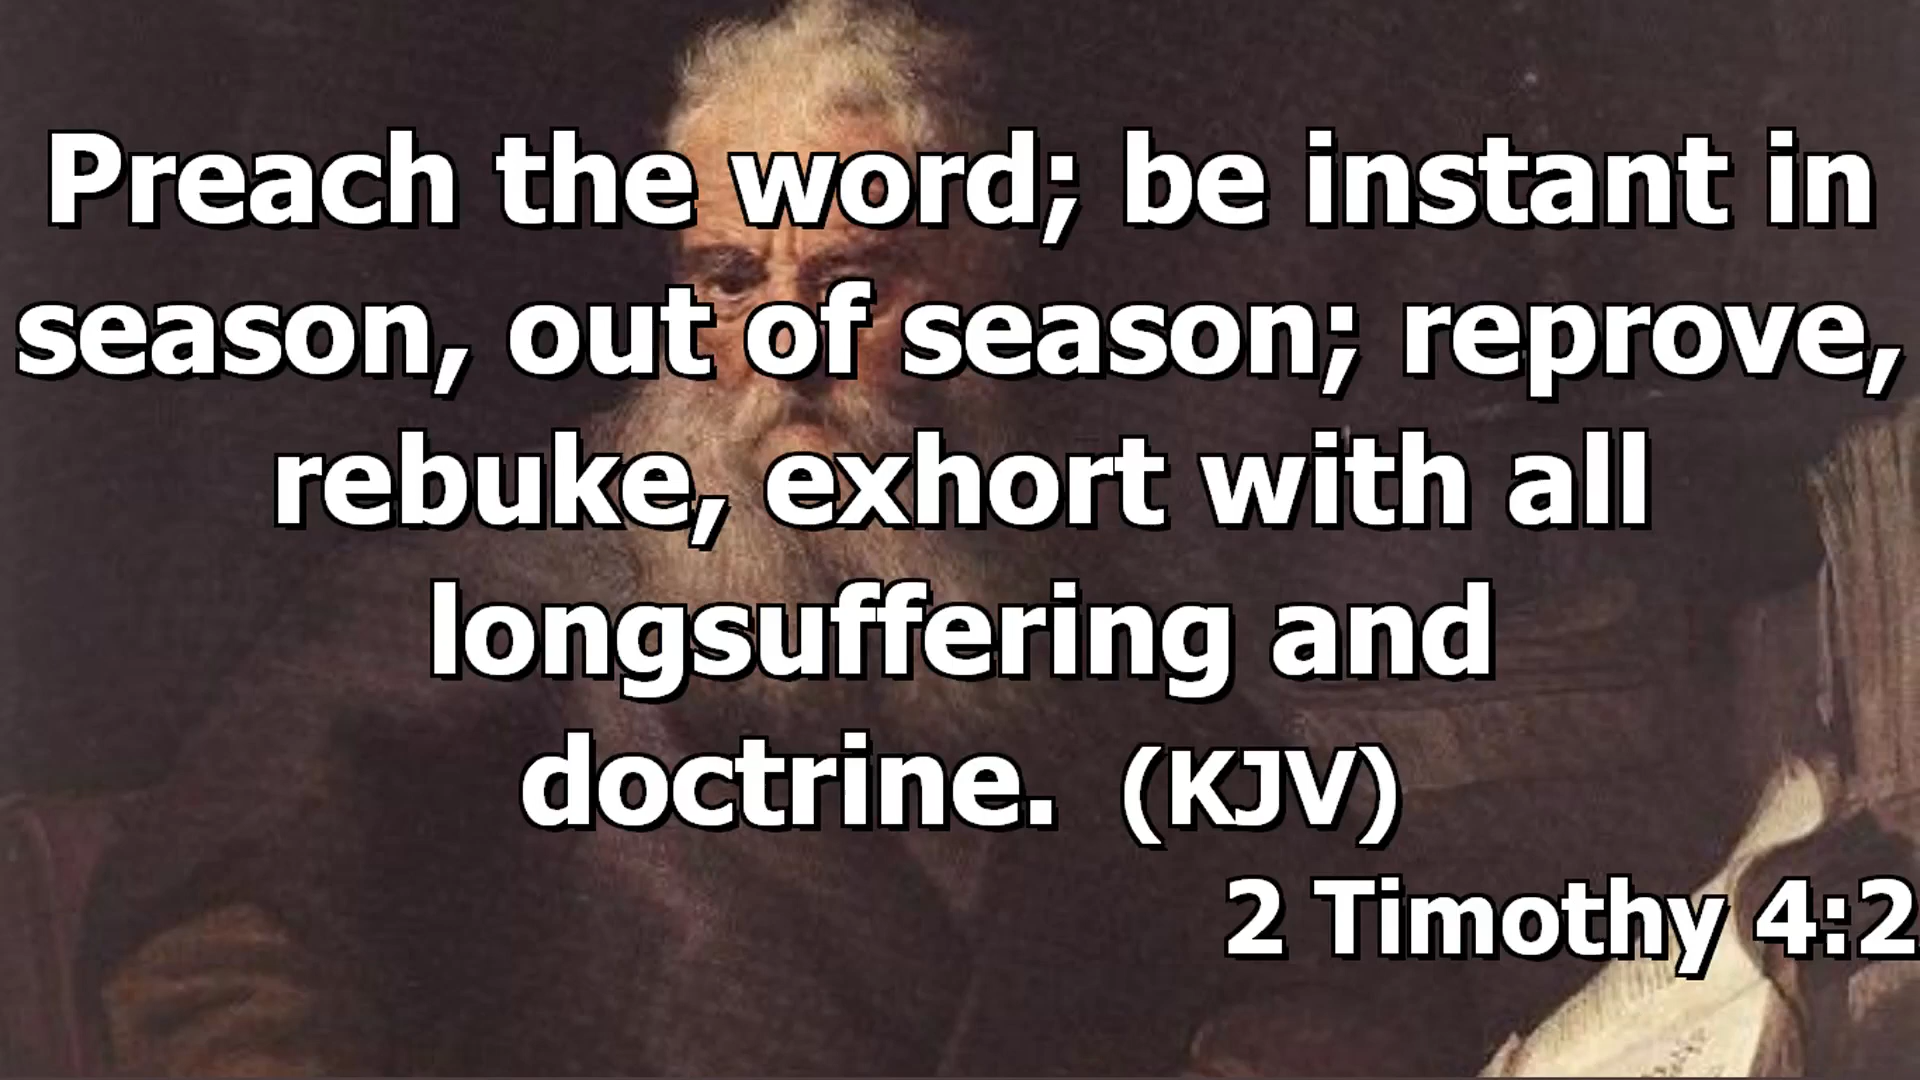 Preach the word; be instant in
season, out of season; reprove,
rebuke, exhort with all
longsuffering and
doctrine. (KJV)
2 Timothy 4:2